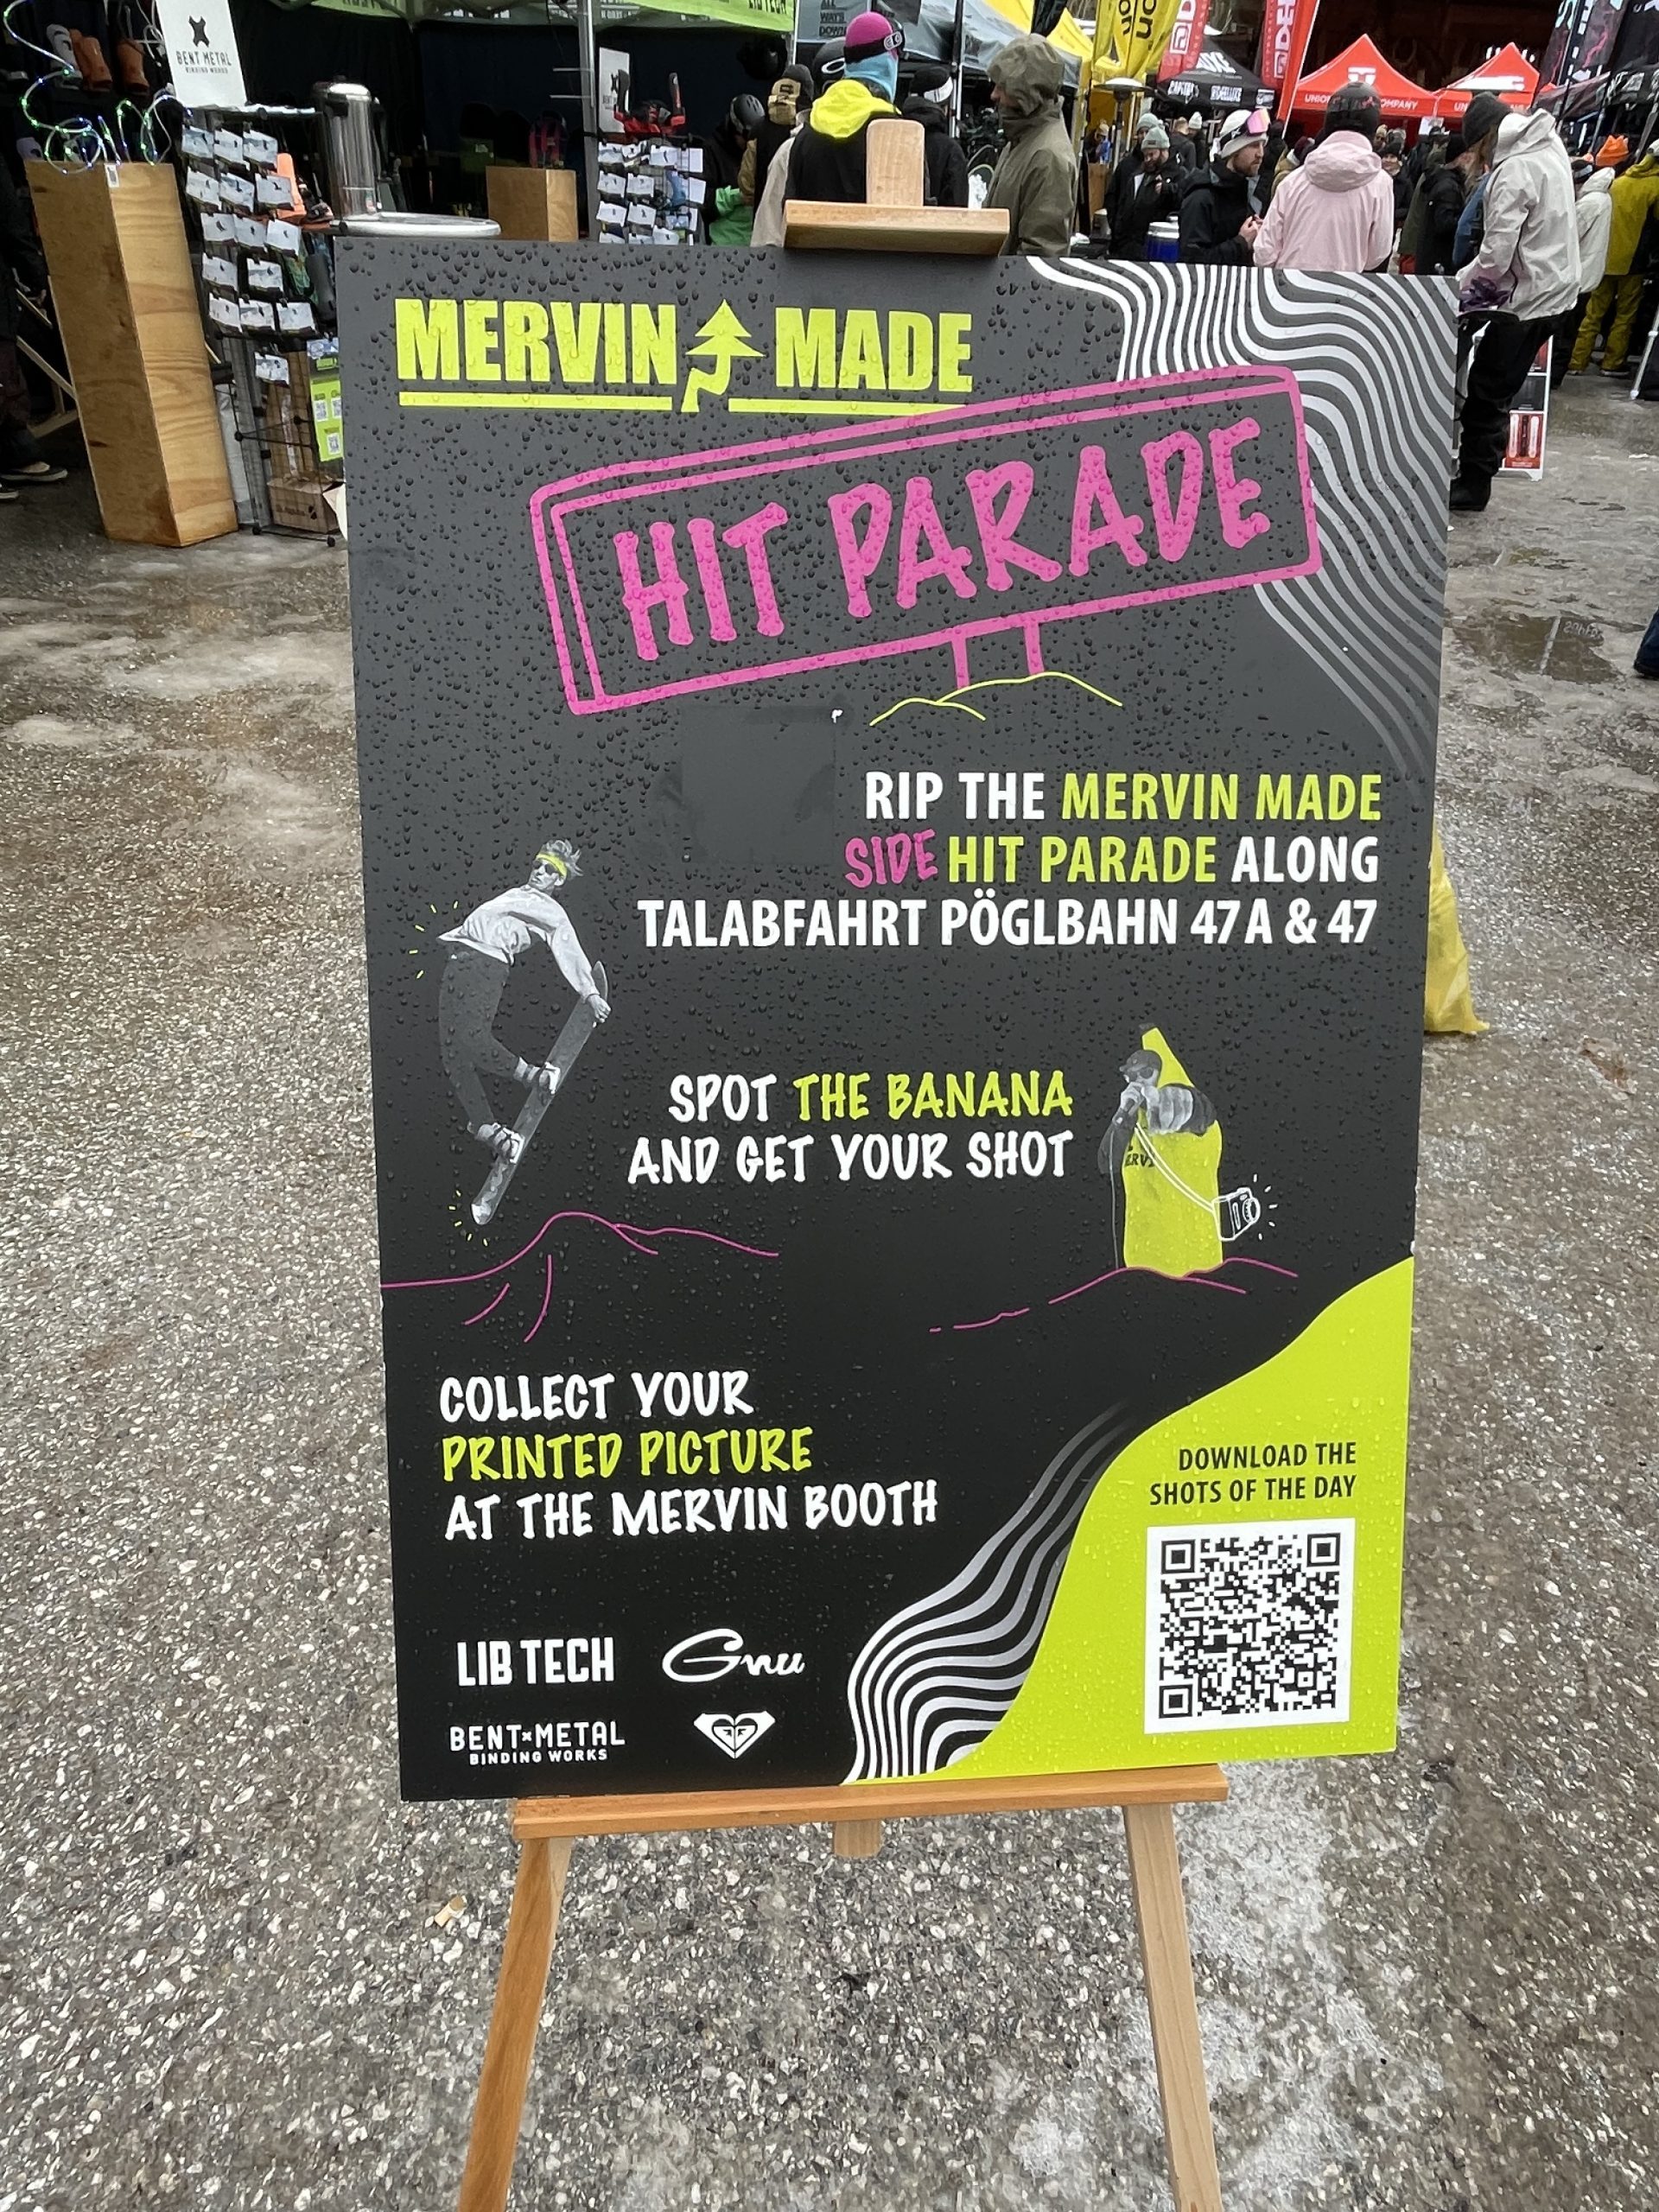 BENT METAL
BINDING WORKS
UNION
COMPANY
MERVIN MADE
HIT PARADE
RIP THE MERVIN MADE
SIDE HIT PARADE ALONG
TALABFAHRT PÖGLBAHN 47A & 47
SPOT THE BANANA
AND GET YOUR SHOT
COLLECT YOUR
PRINTED PICTURE
AT THE MERVIN BOOTH
DOWNLOAD THE
SHOTS OF THE DAY
LIB TECH
Gnu
BENT×METAL
BINDING WORKS